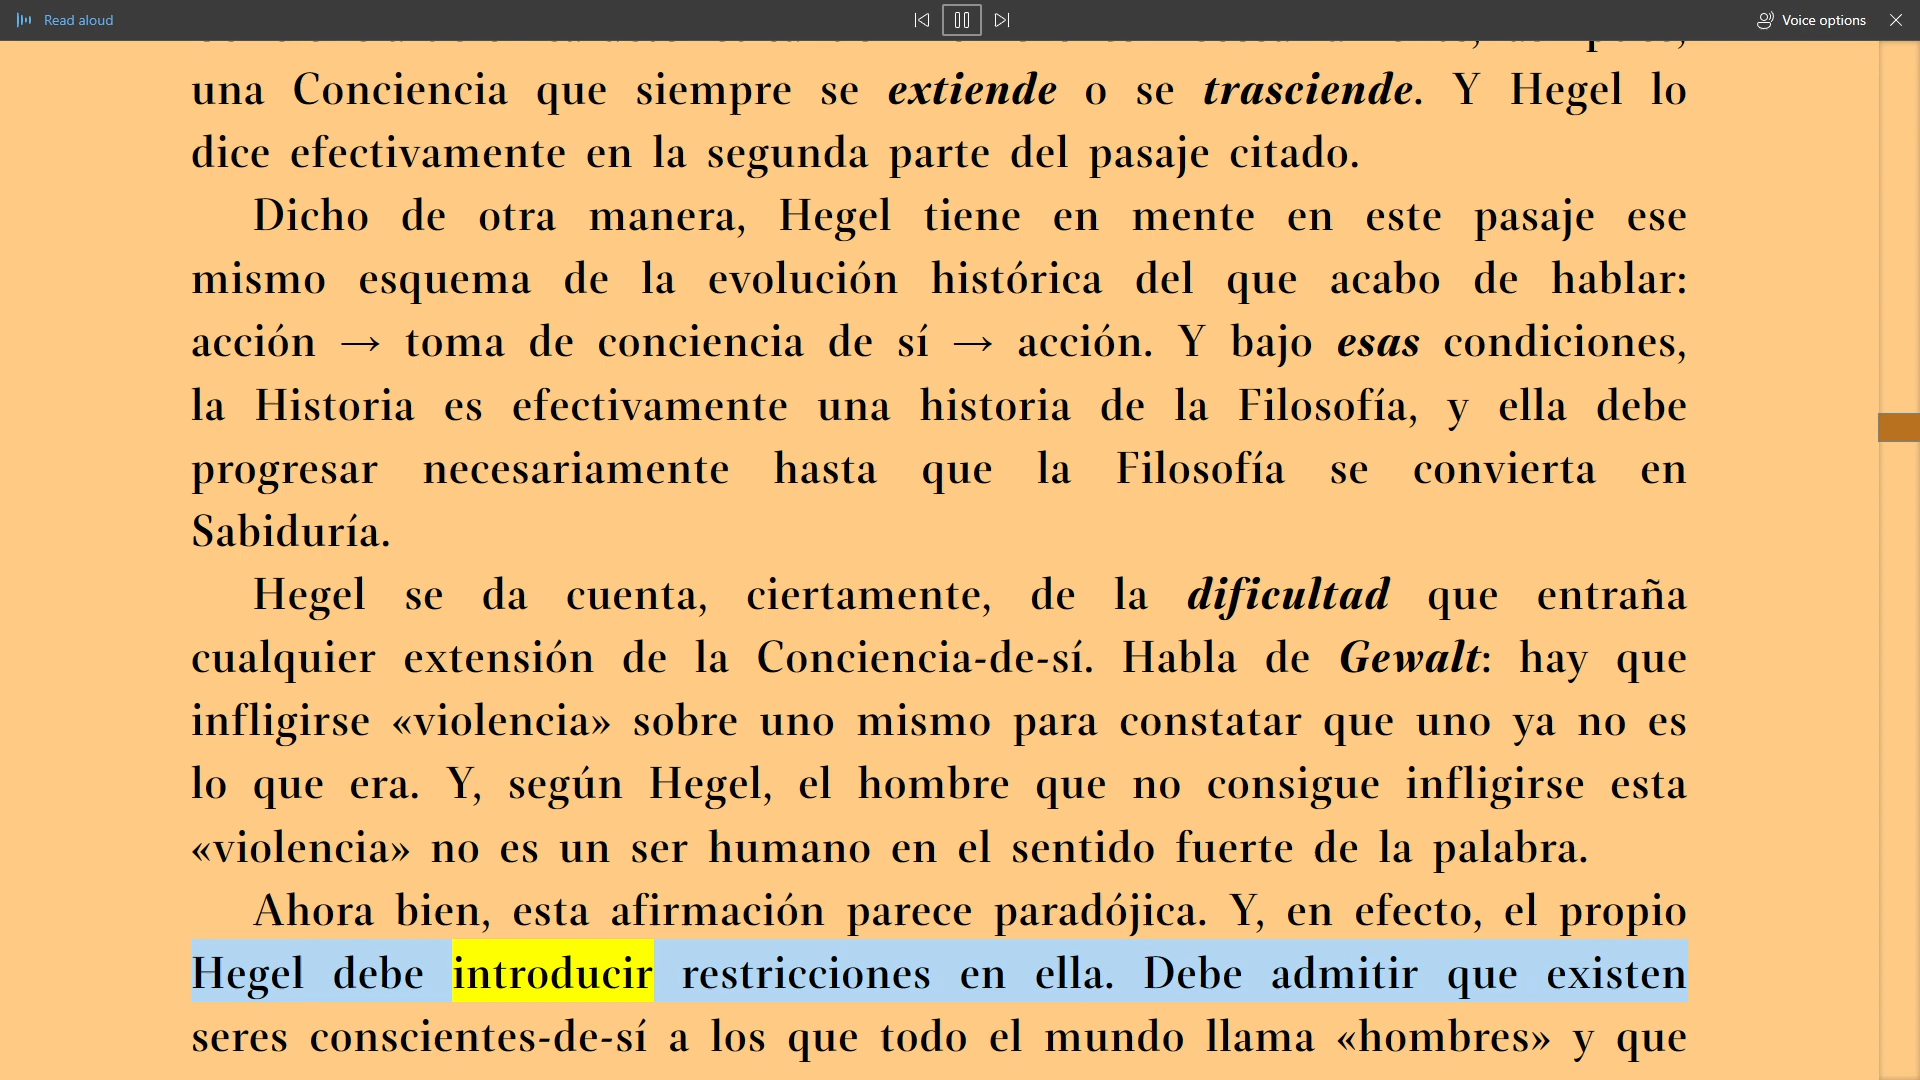 Read aloud
Voice options
una Conciencia que siempre se extiende o se trasciende. Y Hegel lo
dice efectivamente en la segunda parte del pasaje citado.
Dicho de otra manera, Hegel tiene en mente en este pasaje ese
mismo esquema de la evolución histórica del que acabo de hablar:
acción → toma de conciencia de sí → acción. Y bajo esas condiciones,
la Historia es efectivamente una historia de la Filosofía, y ella debe
progresar necesariamente hasta que la Filosofía se convierta en
Sabiduría.
Hegel se da cuenta, ciertamente, de la dificultad que entraña
cualquier extensión de la Conciencia-de-sí. Habla de Gewalt: hay que
infligirse «violencia» sobre uno mismo para constatar que uno ya no es
lo que era. Y, según Hegel, el hombre que no consigue infligirse esta
«violencia» no es un ser humano en el sentido fuerte de la palabra.
Ahora bien, esta afirmación parece paradójica. Y, en efecto, el propio
Hegel debe introducir restricciones en ella. Debe admitir que existen
seres conscientes-de-sí a los que todo el mundo llama «hombres» y que